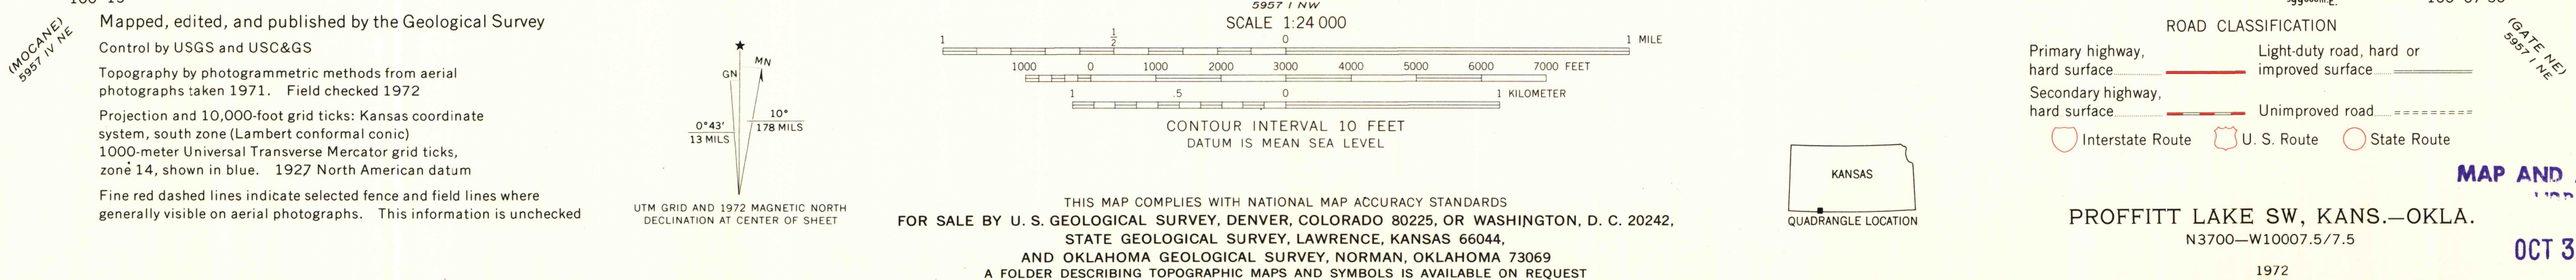 (MOCANE)
5957 IV NE
Mapped, edited, and published by the Geological Survey
Control by USGS and USC&GS
Topography by photogrammetric methods from aerial
photographs taken 1971. Field checked 1972
Projection and 10,000-foot grid ticks: Kansas coordinate
system, south zone (Lambert conformal conic)
1000-meter Universal Transverse Mercator grid ticks,
zone 14, shown in blue. 1927 North American datum
Fine red dashed lines indicate selected fence and field lines where
generally visible on aerial photographs. This information is unchecked
GN
MN
0°43'
13 MILS
10°
178 MILS
UTM GRID AND 1972 MAGNETIC NORTH
DECLINATION AT CENTER OF SHEET
5957 I NW
SCALE 1:24 000
1 ½ 0 1 MILE
1000 0 1000 2000 3000 4000 5000 6000 7000 FEET
1 .5 0 1 KILOMETER
CONTOUR INTERVAL 10 FEET
DATUM IS MEAN SEA LEVEL
THIS MAP COMPLIES WITH NATIONAL MAP ACCURACY STANDARDS
FOR SALE BY U. S. GEOLOGICAL SURVEY, DENVER, COLORADO 80225, OR WASHINGTON, D. C. 20242,
STATE GEOLOGICAL SURVEY, LAWRENCE, KANSAS 66044,
AND OKLAHOMA GEOLOGICAL SURVEY, NORMAN, OKLAHOMA 73069
A FOLDER DESCRIBING TOPOGRAPHIC MAPS AND SYMBOLS IS AVAILABLE ON REQUEST
KANSAS
QUADRANGLE LOCATION
ROAD CLASSIFICATION
Primary highway,
hard surface
Light-duty road, hard or
improved surface
Secondary highway,
hard surface
Unimproved road
Interstate Route
U. S. Route
State Route
(GATE NE)
5957 I NE
MAP AND
PROFFITT LAKE SW, KANS.—OKLA.
N3700—W10007.5/7.5
1972
OCT 3